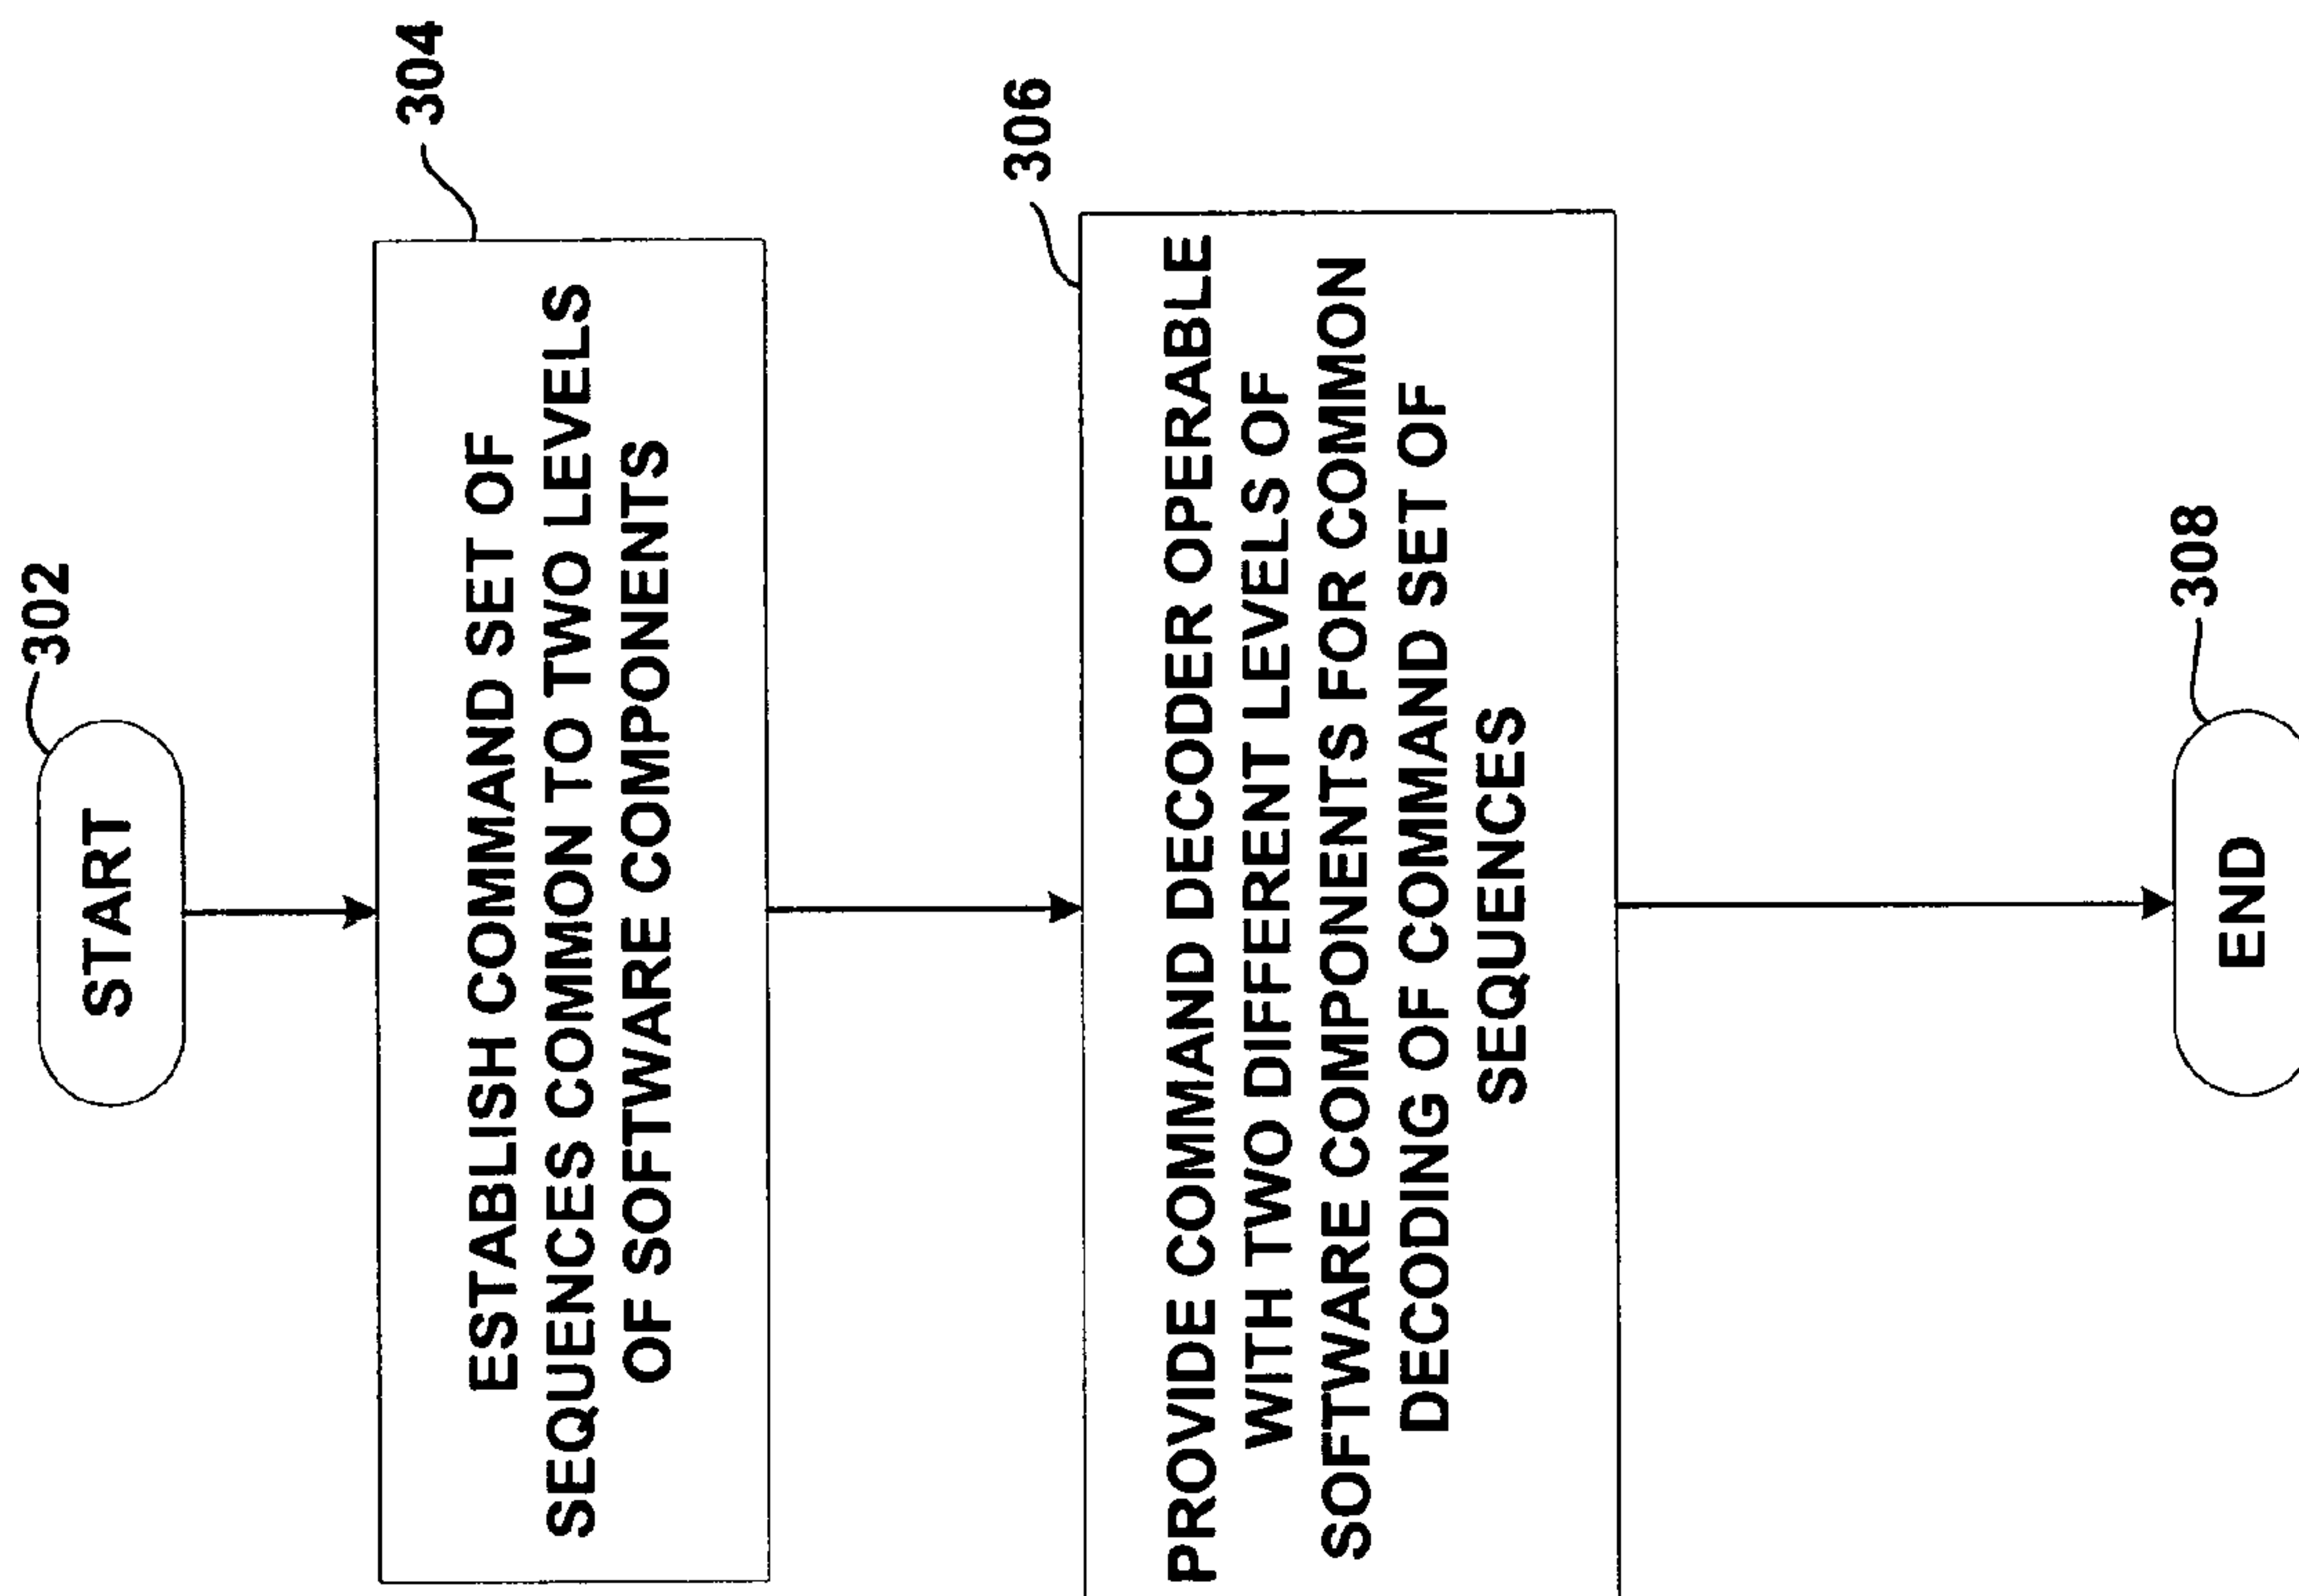 302
START
304
ESTABLISH COMMAND SET OF
SEQUENCES COMMON TO TWO LEVELS
OF SOFTWARE COMPONENTS
306
PROVIDE COMMAND DECODER OPERABLE
WITH TWO DIFFERENT LEVELS OF
SOFTWARE COMPONENTS FOR COMMON
DECODING OF COMMAND SET OF
SEQUENCES
308
END